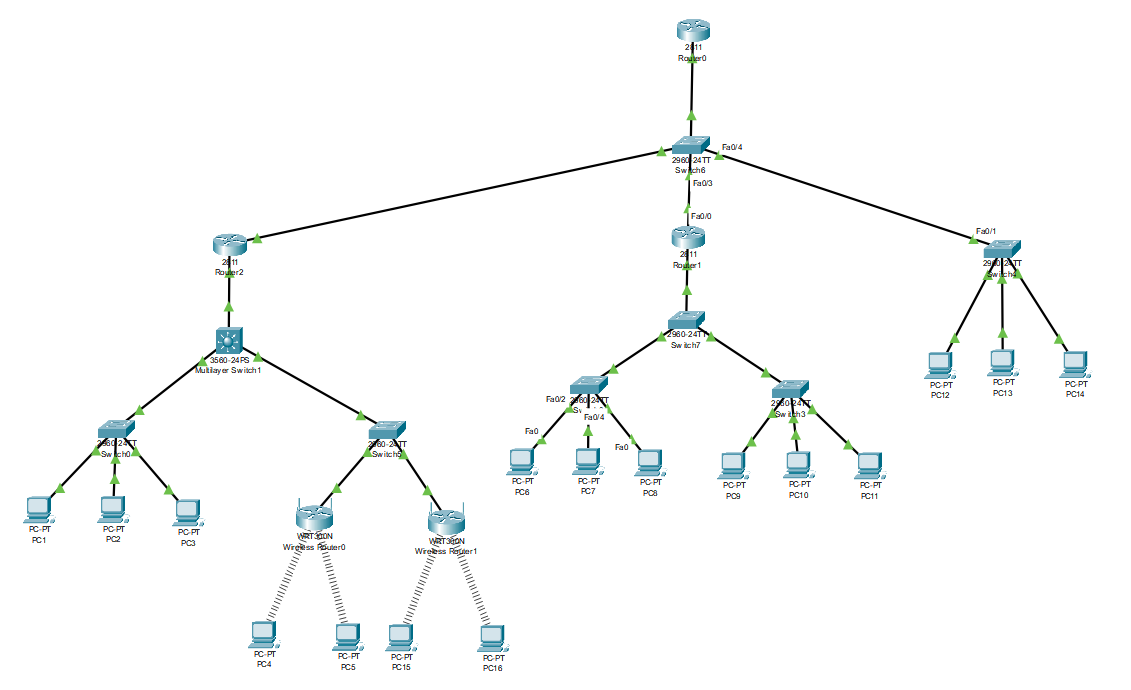 2811
Router0
Fa0/4
2960-24TT
Switch6
Fa0/3
Fa0/0
2811
Router2
2811
Router1
Fa0/1
2960-24TT
Switch4
3560-24PS
Multilayer Switch1
2960-24TT
Switch7
2960-24TT
Switch0
2960-24TT
Switch5
Fa0/2
2960-24TT
Fa0/4
2960-24TT
Switch3
Fa0
Fa0
PC-PT
PC12
PC-PT
PC13
PC-PT
PC14
PC-PT
PC6
PC-PT
PC7
PC-PT
PC8
PC-PT
PC9
PC-PT
PC10
PC-PT
PC11
PC-PT
PC1
PC-PT
PC2
PC-PT
PC3
WRT300N
Wireless Router0
WRT300N
Wireless Router1
PC-PT
PC4
PC-PT
PC5
PC-PT
PC15
PC-PT
PC16